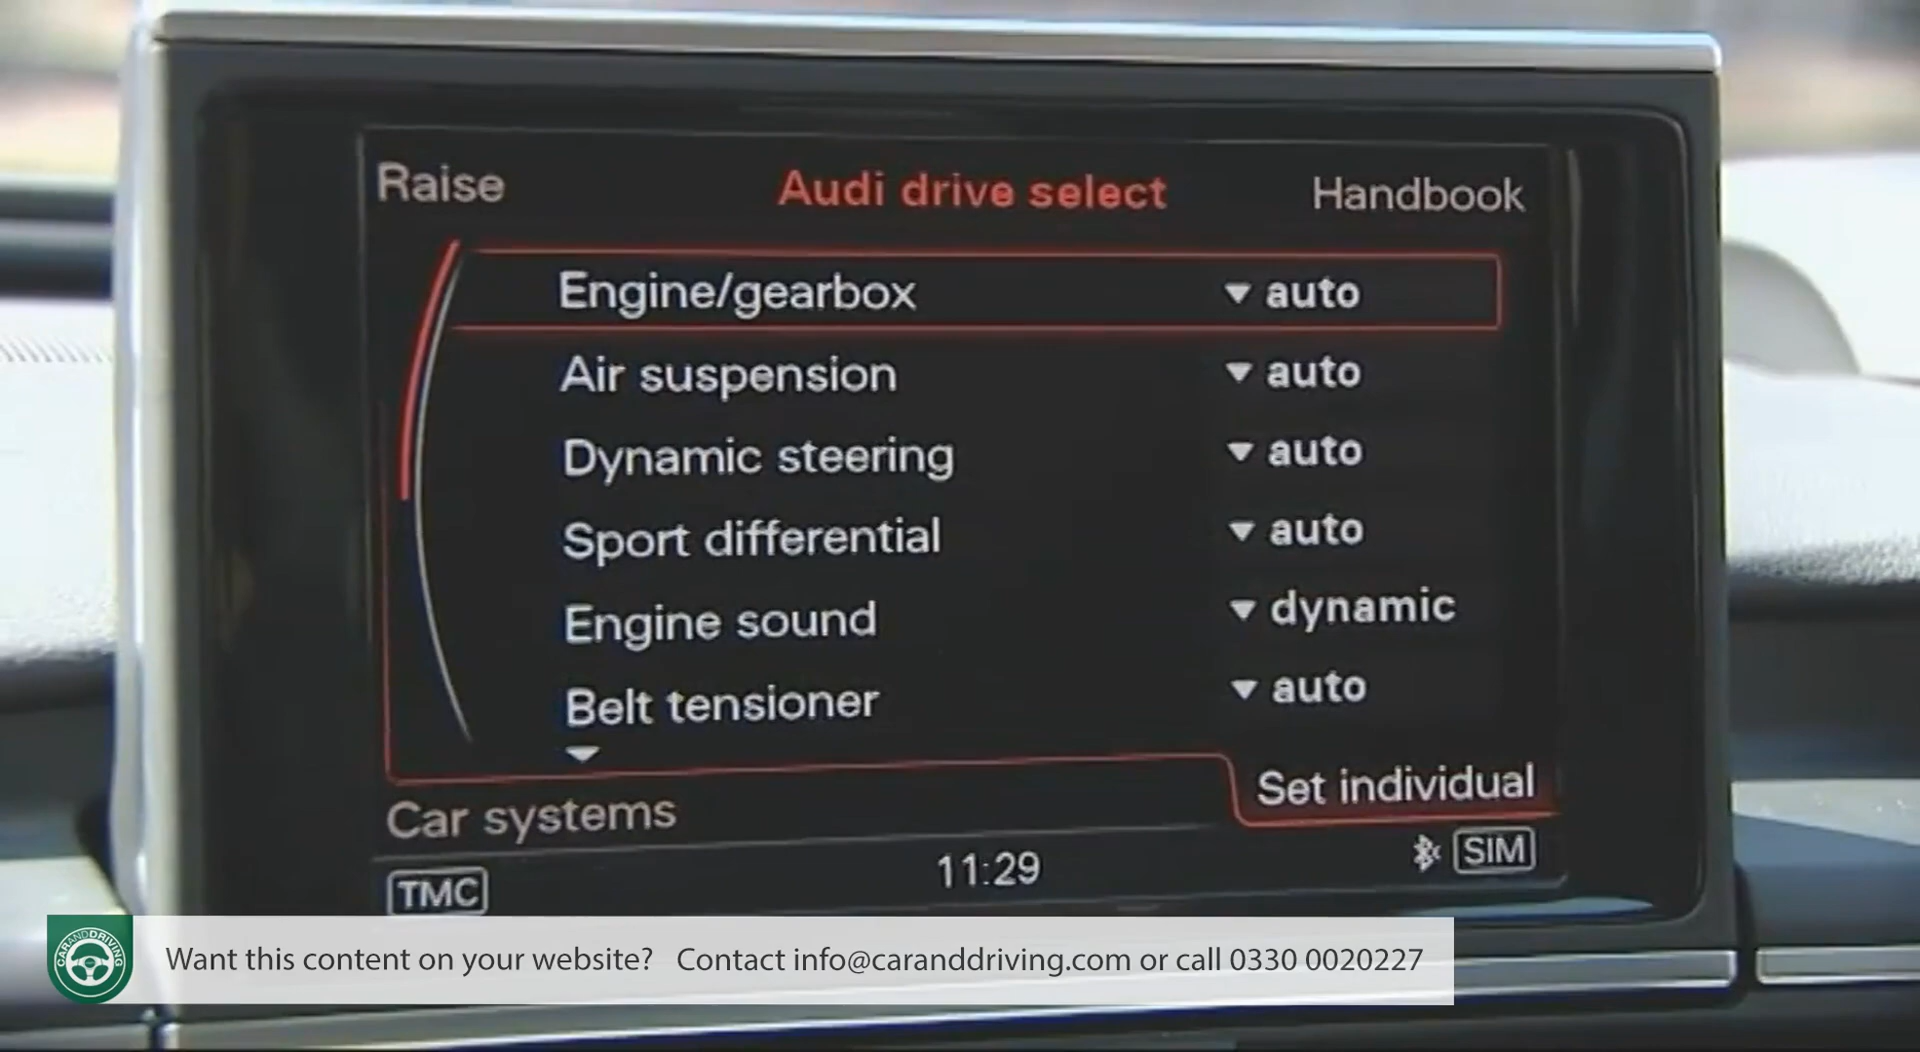 Raise Audi drive select Handbook
Engine/gearbox ▼ auto
Air suspension ▼ auto
Dynamic steering ▼ auto
Sport differential ▼ auto
Engine sound ▼ dynamic
Belt tensioner ▼ auto
Set individual
Car systems
TMC 11:29 SIM
CARANDDRIVING
Want this content on your website? Contact info@caranddriving.com or call 0330 0020227